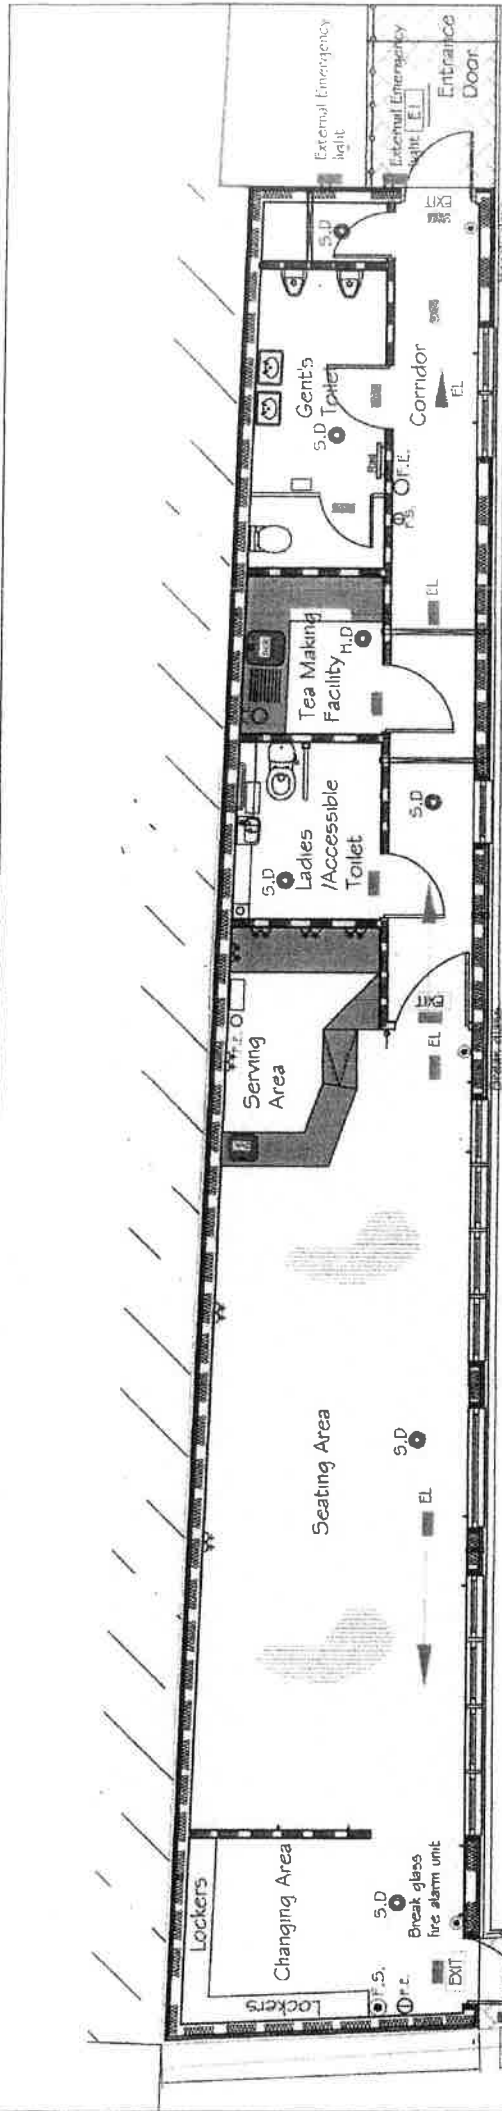 External Emergency
light
External Emergency
light EL
Entrance
Door
EXIT
S.D
Gent's
Toilet
S.D
Corridor
EL
F.E.
F.S.
EL
Tea Making
Facility
H.D
Ladies
/Accessible
Toilet
S.D
S.D
EXIT
EL
F.E.
Serving
Area
Seating Area
S.D
EL
Lockers
Changing Area
Lockers
S.D
Break glass
fire alarm unit
F.S.
F.E.
EXIT